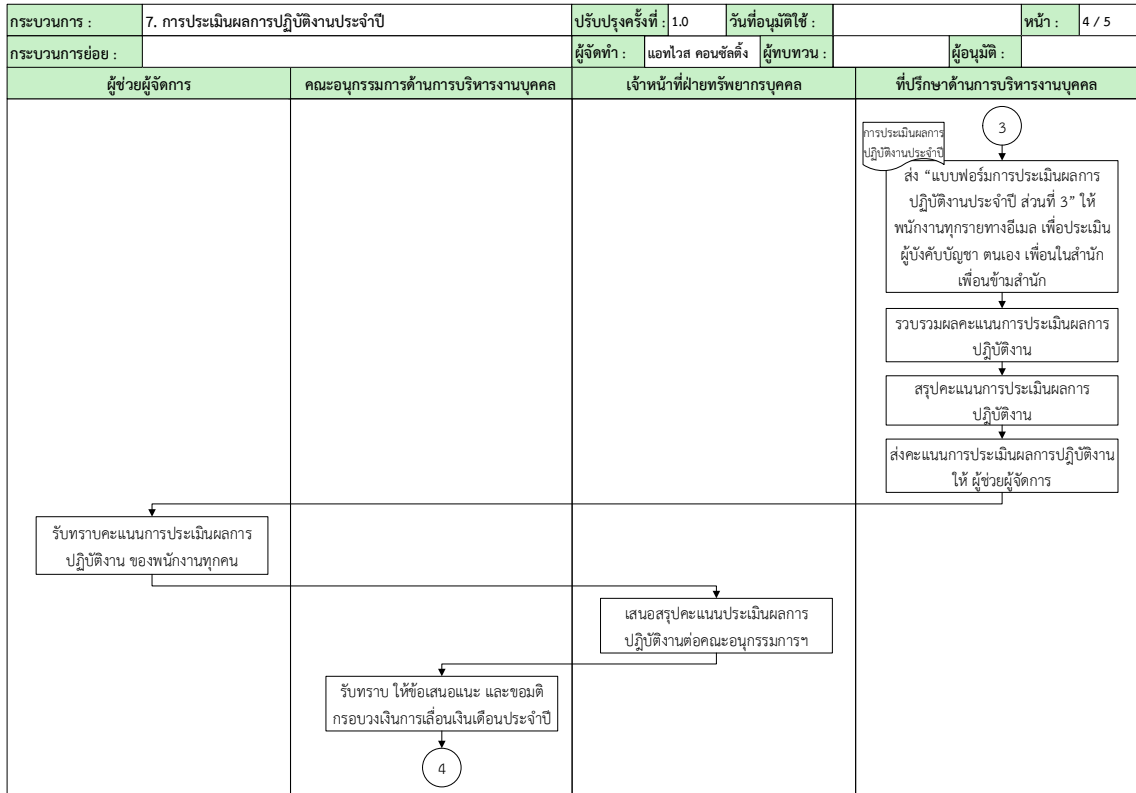 กระบวนการ : 7. การประเมินผลการปฏิบัติงานประจำปี ปรับปรุงครั้งที่ : 1.0 วันที่อนุมัติใช้ : หน้า : 4 / 5
กระบวนการย่อย : ผู้จัดทำ : แอทไวส คอนซัลติ้ง ผู้ทบทวน : ผู้อนุมัติ :
ผู้ช่วยผู้จัดการ คณะอนุกรรมการด้านการบริหารงานบุคคล เจ้าหน้าที่ฝ่ายทรัพยากรบุคคล ที่ปรึกษาด้านการบริหารงานบุคคล
3
การประเมินผลการ
ปฏิบัติงานประจำปี
ส่ง “แบบฟอร์มการประเมินผลการ
ปฏิบัติงานประจำปี ส่วนที่ 3” ให้
พนักงานทุกรายทางอีเมล เพื่อประเมิน
ผู้บังคับบัญชา ตนเอง เพื่อนในสำนัก
เพื่อนข้ามสำนัก
รวบรวมผลคะแนนการประเมินผลการ
ปฏิบัติงาน
สรุปคะแนนการประเมินผลการ
ปฏิบัติงาน
ส่งคะแนนการประเมินผลการปฏิบัติงาน
ให้ ผู้ช่วยผู้จัดการ
รับทราบคะแนนการประเมินผลการ
ปฏิบัติงาน ของพนักงานทุกคน
เสนอสรุปคะแนนประเมินผลการ
ปฏิบัติงานต่อคณะอนุกรรมการฯ
รับทราบ ให้ข้อเสนอแนะ และขอมติ
กรอบวงเงินการเลื่อนเงินเดือนประจำปี
4